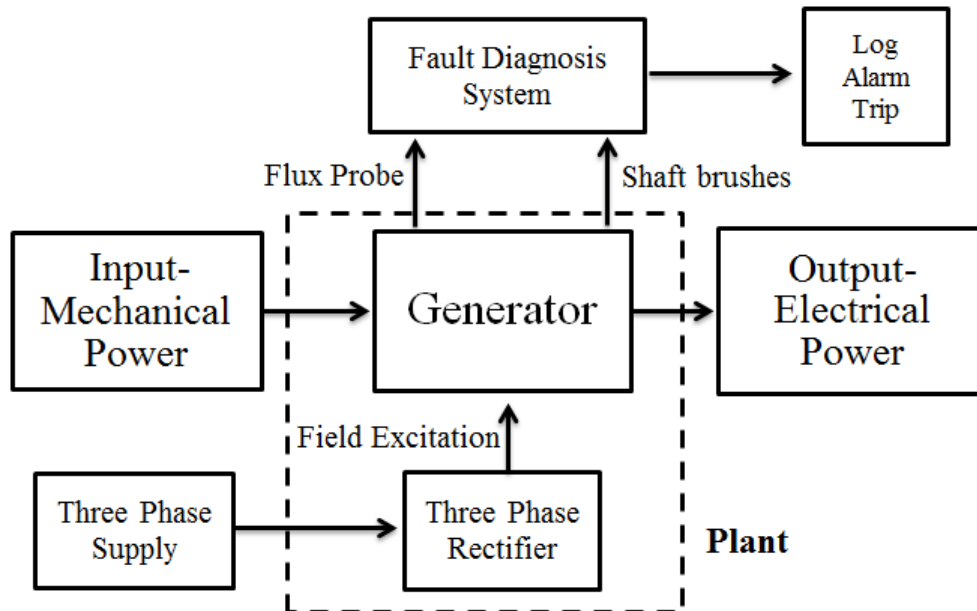 Fault Diagnosis
System
Log
Alarm
Trip
Flux Probe
Shaft brushes
Input-
Mechanical
Power
Generator
Output-
Electrical
Power
Field Excitation
Three Phase
Supply
Three Phase
Rectifier
Plant